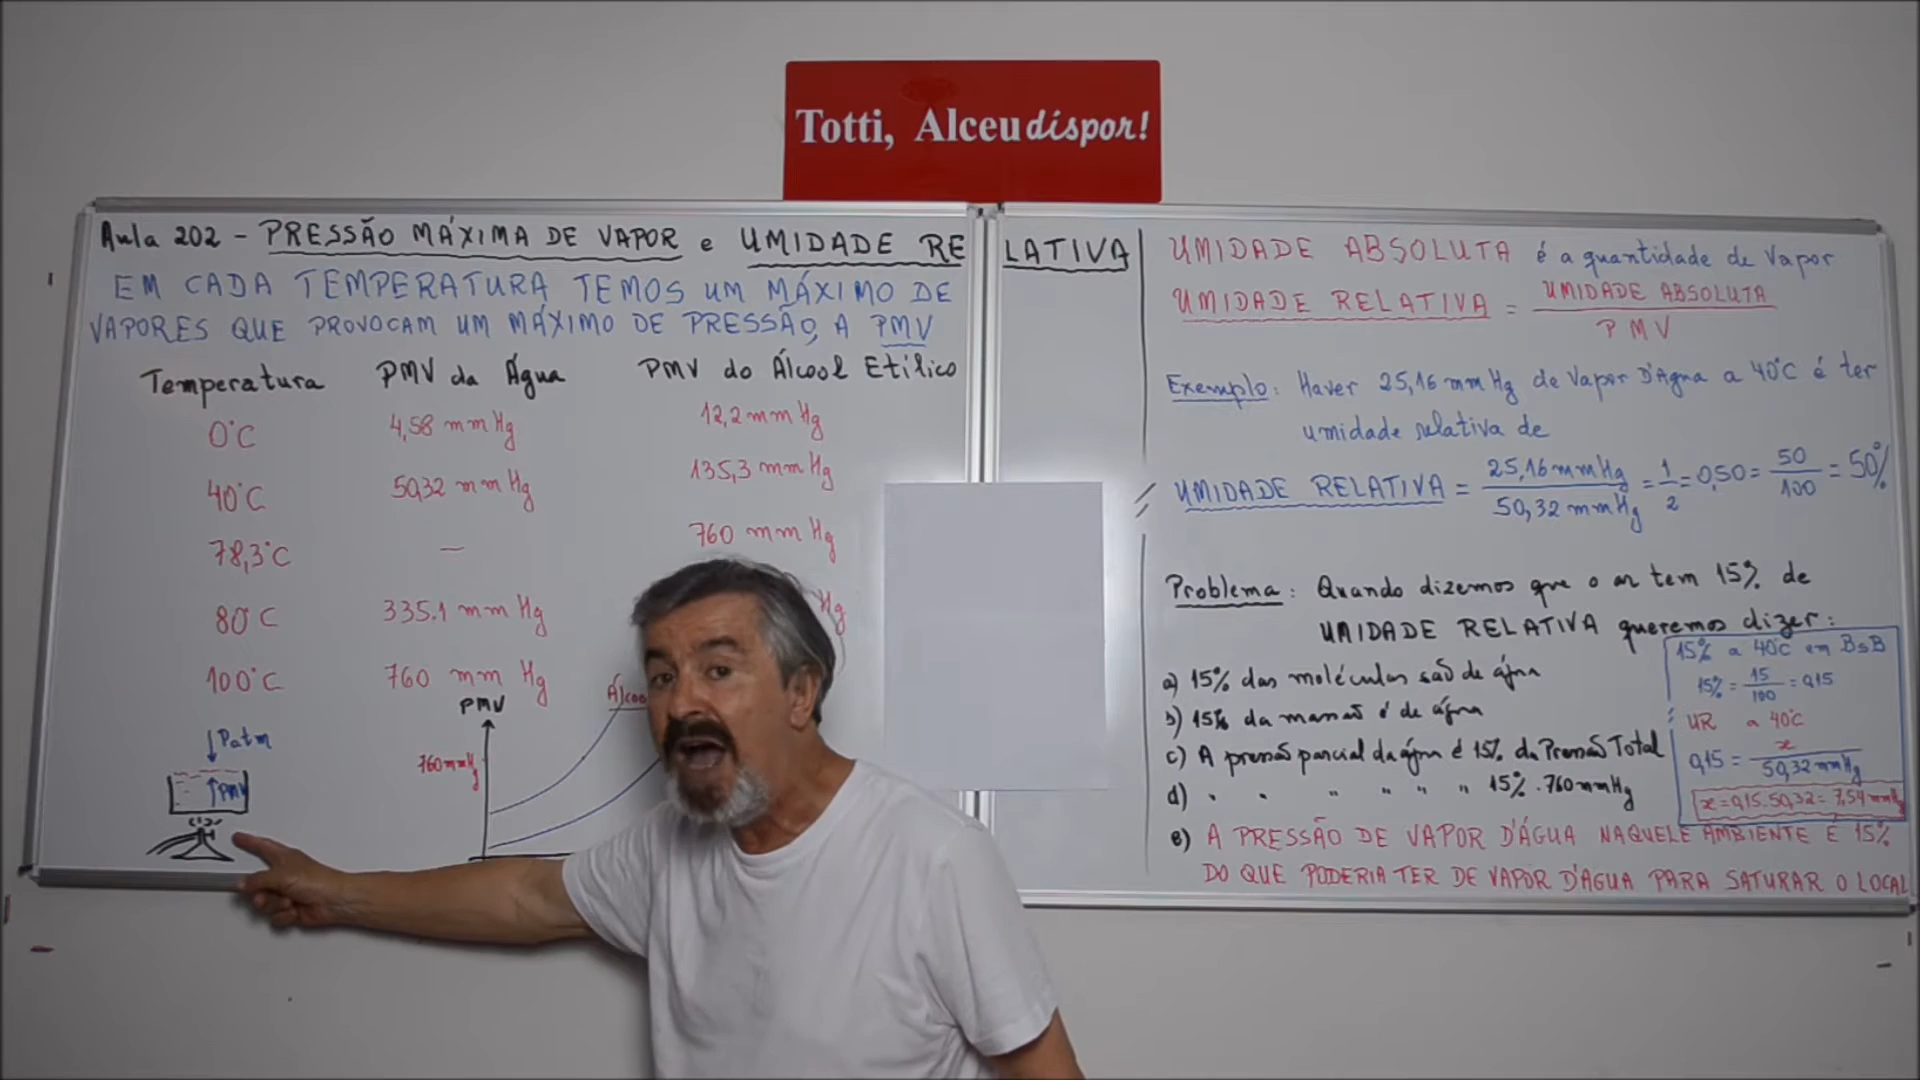 Totti, Alceu dispor!
Aula 202 - PRESSÃO MÁXIMA DE VAPOR e UMIDADE RELATIVA
EM CADA TEMPERATURA TEMOS UM MÁXIMO DE
VAPORES QUE PROVOCAM UM MÁXIMO DE PRESSÃO, A PMV
Temperatura PMV da Água PMV do Álcool Etílico
0°C 4,58 mm Hg 12,2 mm Hg
40°C 50,32 mm Hg 135,3 mm Hg
78,3°C — 760 mm Hg
80°C 335.1 mm Hg Hg
100°C 760 mm Hg
Patm
PMV
PMV
760 mmHg
UMIDADE ABSOLUTA é a quantidade de vapor
UMIDADE RELATIVA = UMIDADE ABSOLUTA
PMV
Exemplo: Haver 25,16 mm Hg de vapor D'Água a 40°C é ter
umidade relativa de
UMIDADE RELATIVA = 25,16 mmHg / 50,32 mmHg = 1/2 = 0,50 = 50/100 = 50%
Problema: Quando dizemos que o ar tem 15% de
UMIDADE RELATIVA queremos dizer:
a) 15% das moléculas são de água
b) 15% da massa é de água
c) A pressão parcial da água é 15% da Pressão Total
d) " " " " " " 15% . 760 mmHg
e) A PRESSÃO DE VAPOR D'ÁGUA NAQUELE AMBIENTE É 15%
DO QUE PODERIA TER DE VAPOR D'ÁGUA PARA SATURAR O LOCAL
15% a 40°C em BSB
15% = 15/100 = 0,15
UR a 40°C
0,15 = x / 50,32 mmHg
x = 0,15 . 50,32 = 7,54 mmHg